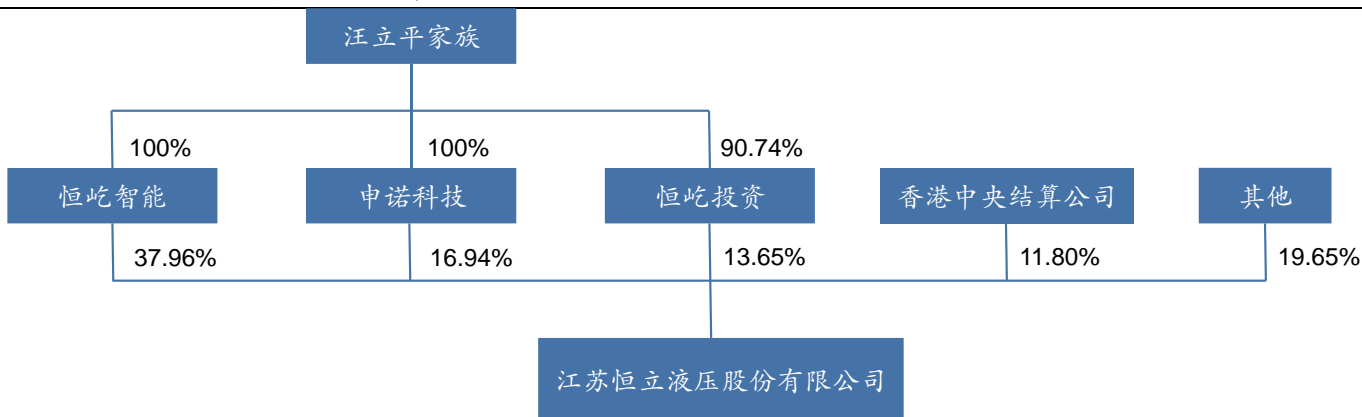 汪立平家族
100%
100%
90.74%
恒屹智能
申诺科技
恒屹投资
香港中央结算公司
其他
37.96%
16.94%
13.65%
11.80%
19.65%
江苏恒立液压股份有限公司